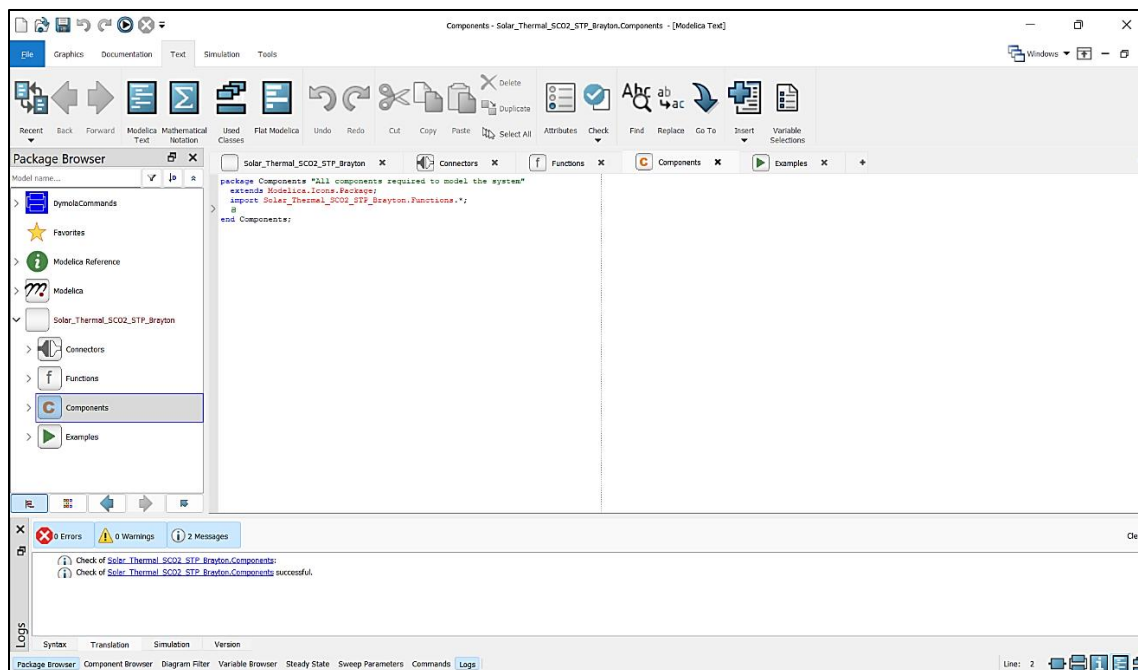 Components - Solar_Thermal_SCO2_STP_Brayton.Components - [Modelica Text]
File Graphics Documentation Text Simulation Tools Windows
Recent Back Forward Modelica Text Mathematical Notation Used Classes Flat Modelica Undo Redo Cut Copy Paste Delete Duplicate Select All Attributes Check Find Replace Go To Insert Variable Selections
Package Browser
Solar_Thermal_SCO2_STP_Brayton Connectors Functions Components Examples +
Model name...
DymolaCommands
Favorites
Modelica Reference
Modelica
Solar_Thermal_SCO2_STP_Brayton
Connectors
f Functions
C Components
Examples
package Components "All components required to model the system"
extends Modelica.Icons.Package;
import Solar_Thermal_SCO2_STP_Brayton.Functions.*;
end Components;
0 Errors 0 Warnings 2 Messages Cle
Check of Solar_Thermal_SCO2_STP_Brayton.Components:
Check of Solar_Thermal_SCO2_STP_Brayton.Components successful.
Logs
Syntax Translation Simulation Version
Package Browser Component Browser Diagram Filter Variable Browser Steady State Sweep Parameters Commands Logs Line: 2